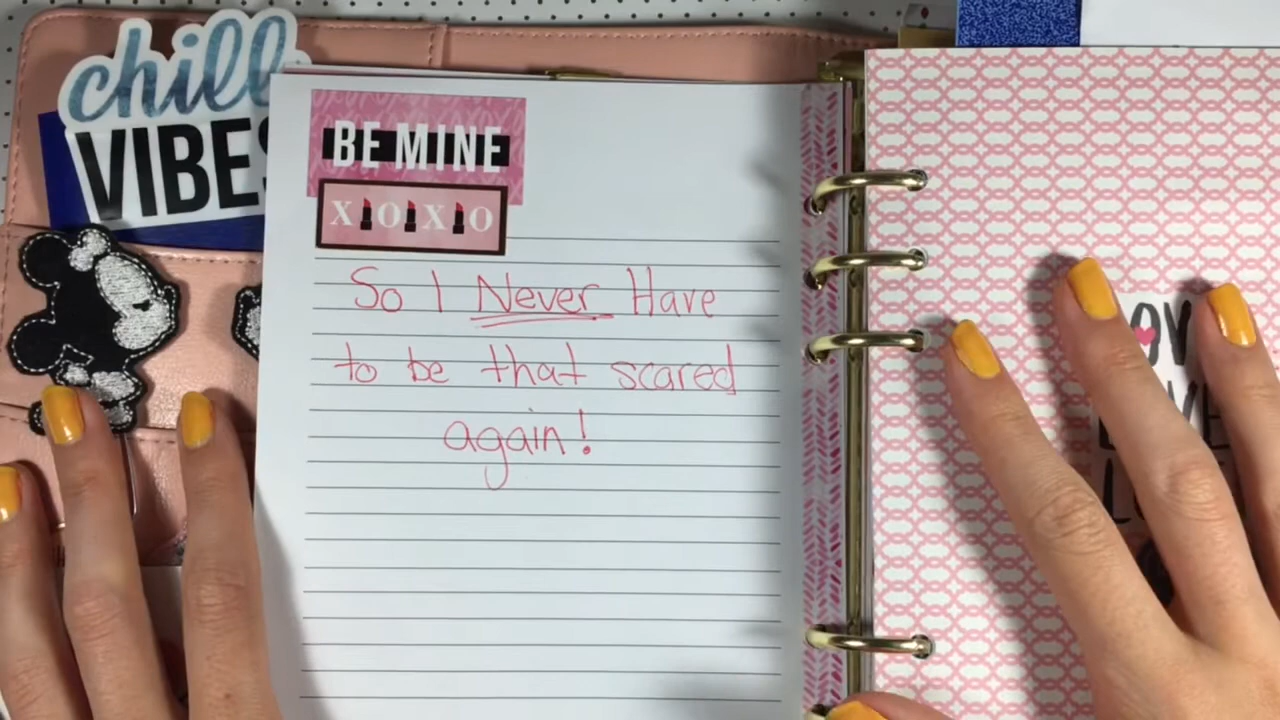 chill
VIBES
BE MINE
XOXO
So I Never Have
to be that scared
again!